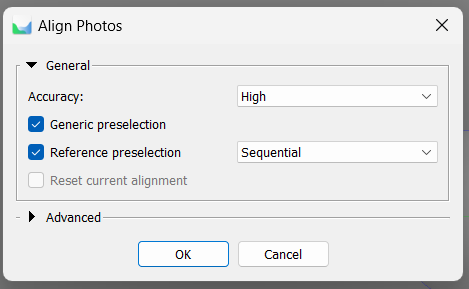 Align Photos
General
Accuracy: High
Generic preselection
Reference preselection Sequential
Reset current alignment
Advanced
OK Cancel